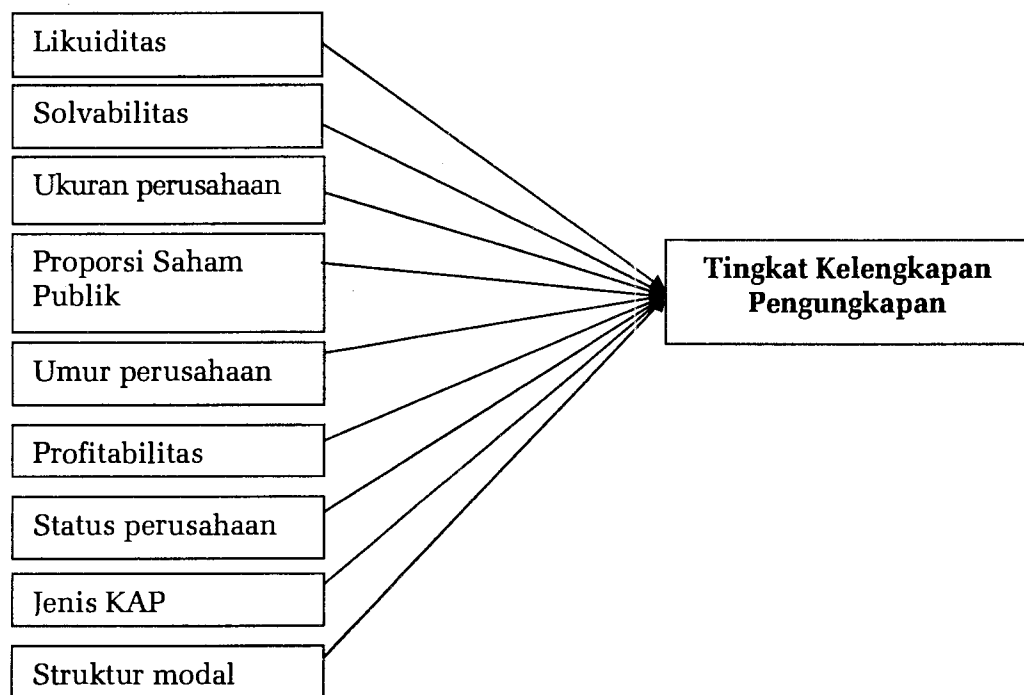 Likuiditas
Solvabilitas
Ukuran perusahaan
Proporsi Saham
Publik
Umur perusahaan
Profitabilitas
Status perusahaan
Jenis KAP
Struktur modal
Tingkat Kelengkapan
Pengungkapan